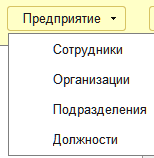 Предприятие
Сотрудники
Организации
Подразделения
Должности